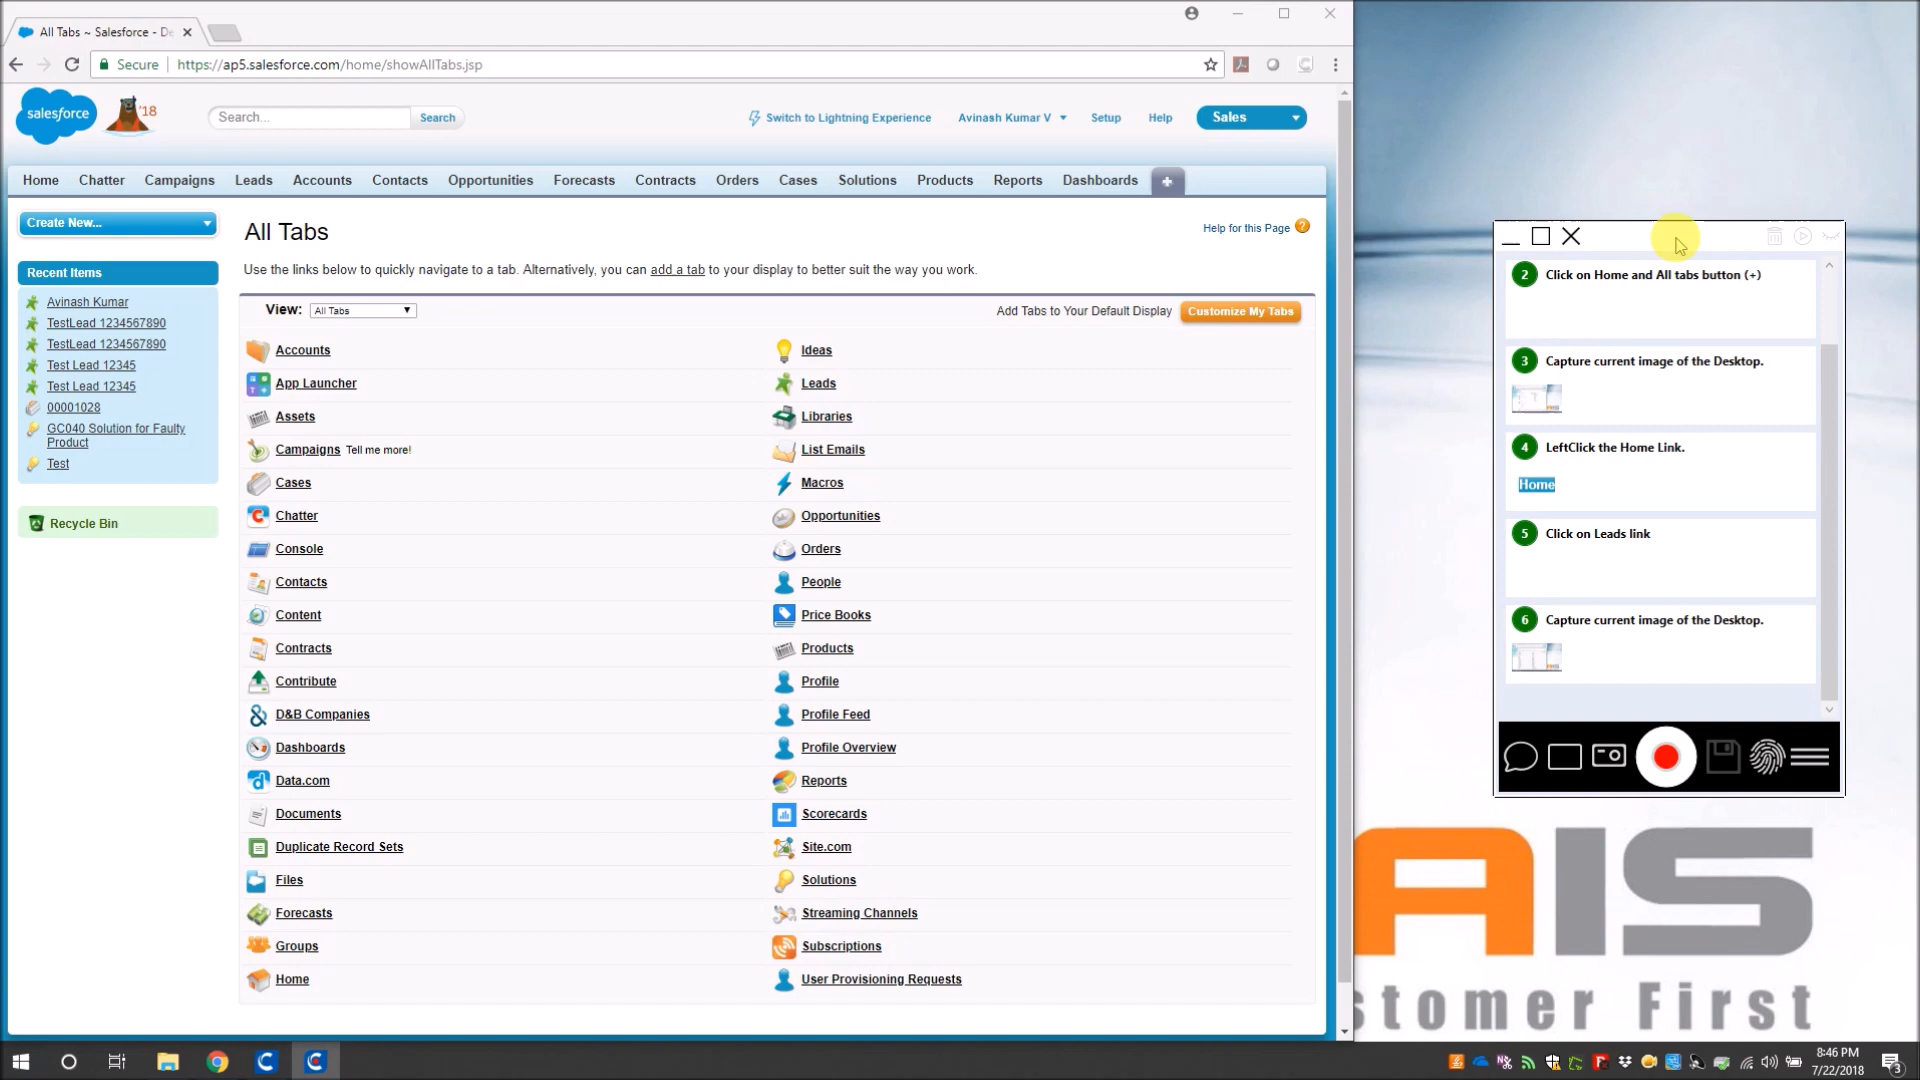 All Tabs ~ Salesforce - De
Secure
https://ap5.salesforce.com/home/showAllTabs.jsp
salesforce
'18
Search...
Search
Switch to Lightning Experience
Avinash Kumar V
Setup
Help
Sales
Home
Chatter
Campaigns
Leads
Accounts
Contacts
Opportunities
Forecasts
Contracts
Orders
Cases
Solutions
Products
Reports
Dashboards
+
Create New...
Recent Items
Avinash Kumar
TestLead 1234567890
TestLead 1234567890
Test Lead 12345
Test Lead 12345
00001028
GC040 Solution for Faulty
Product
Test
Recycle Bin
All Tabs
Help for this Page
?
Use the links below to quickly navigate to a tab. Alternatively, you can add a tab to your display to better suit the way you work.
View:
All Tabs
Add Tabs to Your Default Display
Customize My Tabs
Accounts
App Launcher
Assets
Campaigns Tell me more!
Cases
Chatter
Console
Contacts
Content
Contracts
Contribute
D&B Companies
Dashboards
Data.com
Documents
Duplicate Record Sets
Files
Forecasts
Groups
Home
Ideas
Leads
Libraries
List Emails
Macros
Opportunities
Orders
People
Price Books
Products
Profile
Profile Feed
Profile Overview
Reports
Scorecards
Site.com
Solutions
Streaming Channels
Subscriptions
User Provisioning Requests
2 Click on Home and All tabs button (+)
3 Capture current image of the Desktop.
4 LeftClick the Home Link.
Home
5 Click on Leads link
6 Capture current image of the Desktop.
AIS
stomer First
8:46 PM
7/22/2018
3